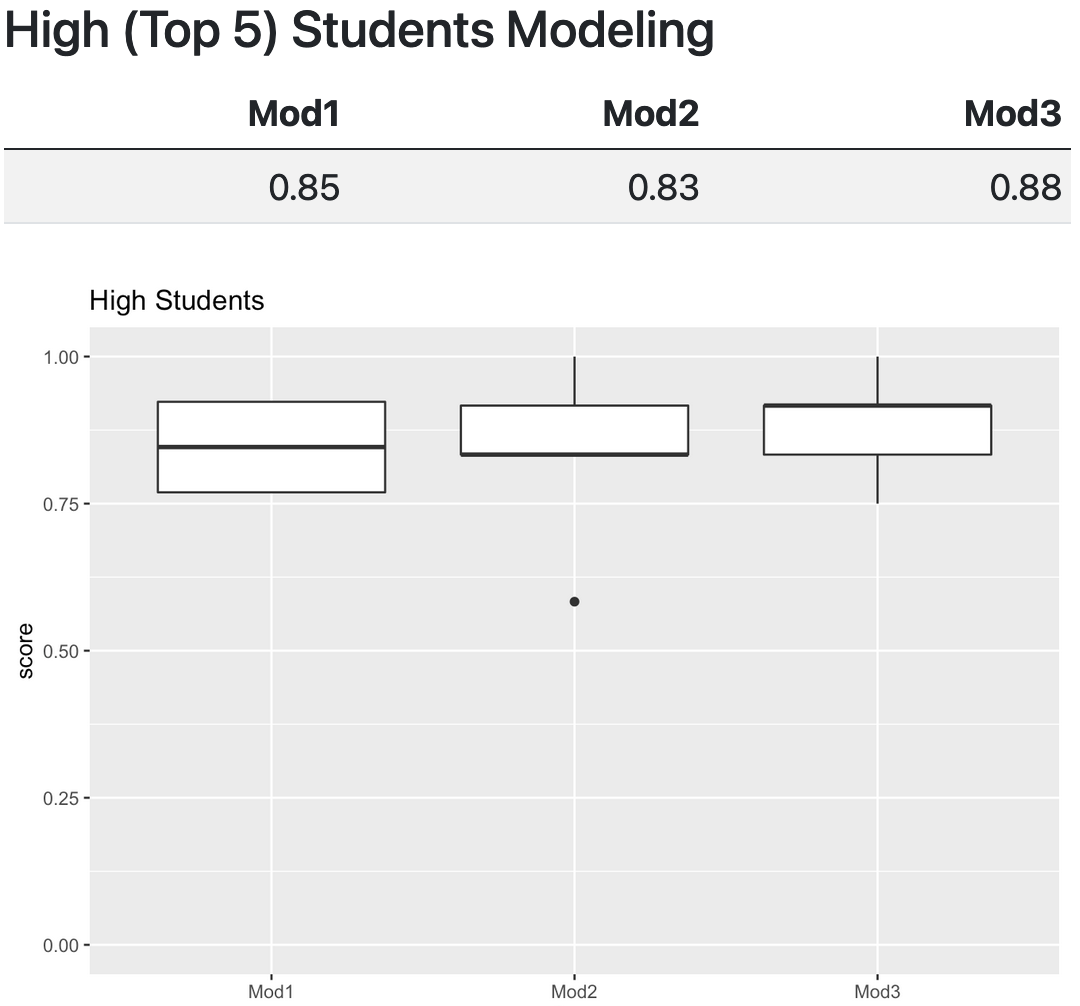 High (Top 5) Students Modeling
Mod1 Mod2 Mod3
0.85 0.83 0.88
High Students
1.00
0.75
0.50
0.25
0.00
score
Mod1 Mod2 Mod3